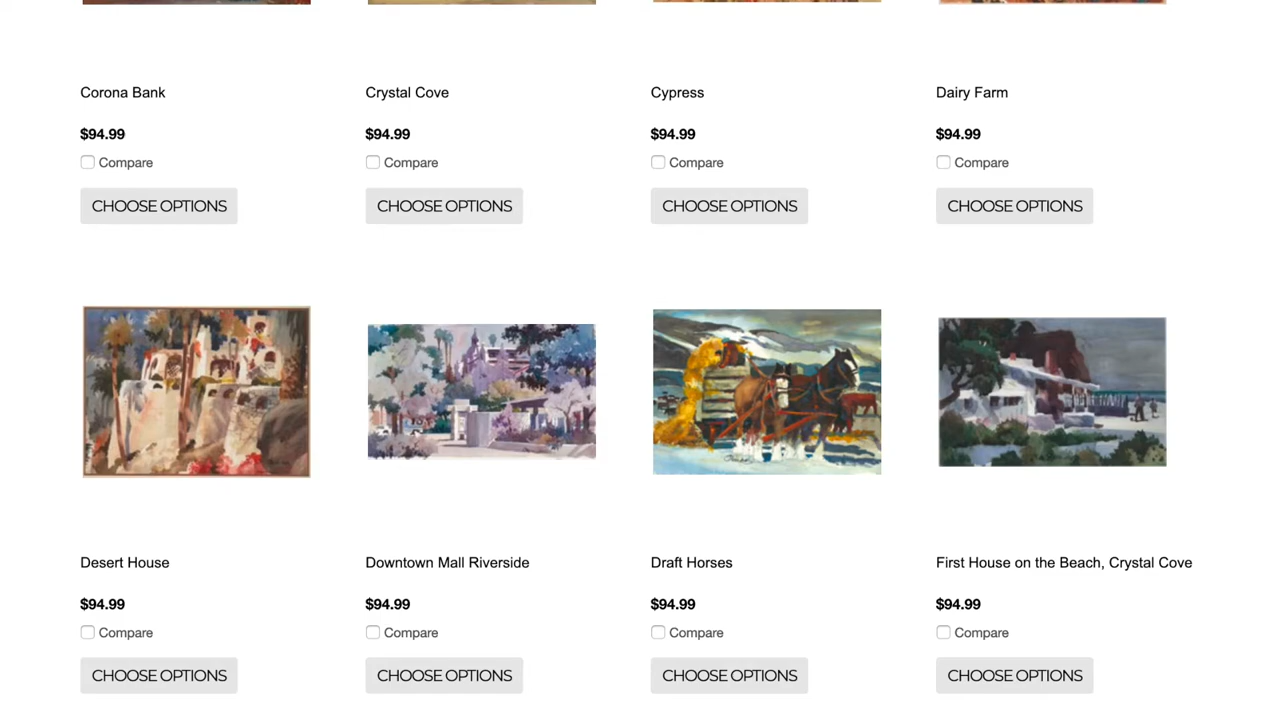 Corona Bank
Crystal Cove
Cypress
Dairy Farm
$94.99
$94.99
$94.99
$94.99
Compare
Compare
Compare
Compare
CHOOSE OPTIONS
CHOOSE OPTIONS
CHOOSE OPTIONS
CHOOSE OPTIONS
Desert House
Downtown Mall Riverside
Draft Horses
First House on the Beach, Crystal Cove
$94.99
$94.99
$94.99
$94.99
Compare
Compare
Compare
Compare
CHOOSE OPTIONS
CHOOSE OPTIONS
CHOOSE OPTIONS
CHOOSE OPTIONS